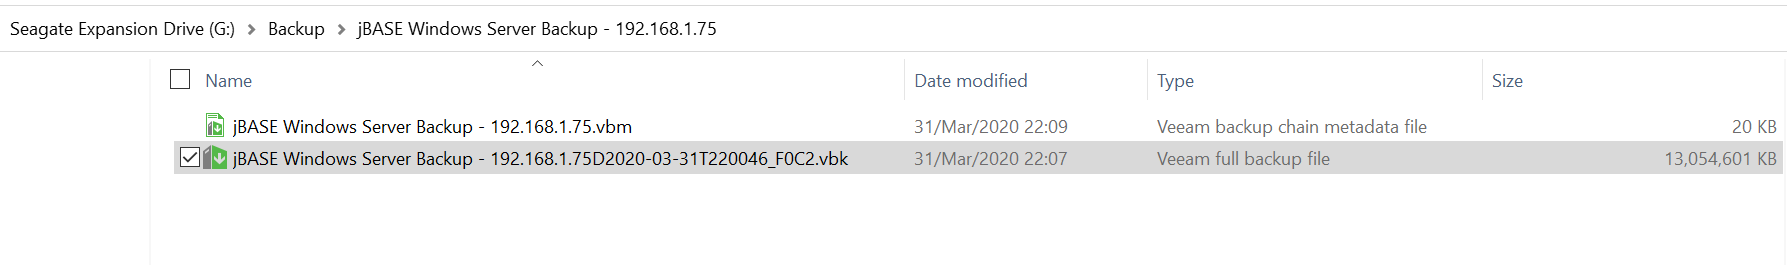 Seagate Expansion Drive (G:) > Backup > jBASE Windows Server Backup - 192.168.1.75
Name Date modified Type Size
jBASE Windows Server Backup - 192.168.1.75.vbm 31/Mar/2020 22:09 Veeam backup chain metadata file 20 KB
jBASE Windows Server Backup - 192.168.1.75D2020-03-31T220046_F0C2.vbk 31/Mar/2020 22:07 Veeam full backup file 13,054,601 KB